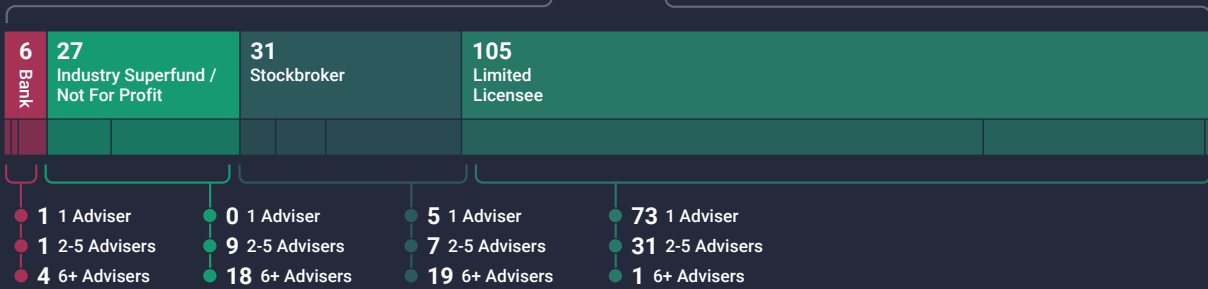 6
Bank
27
Industry Superfund /
Not For Profit
31
Stockbroker
105
Limited
Licensee
1 1 Adviser
1 2-5 Advisers
4 6+ Advisers
0 1 Adviser
9 2-5 Advisers
18 6+ Advisers
5 1 Adviser
7 2-5 Advisers
19 6+ Advisers
73 1 Adviser
31 2-5 Advisers
1 6+ Advisers